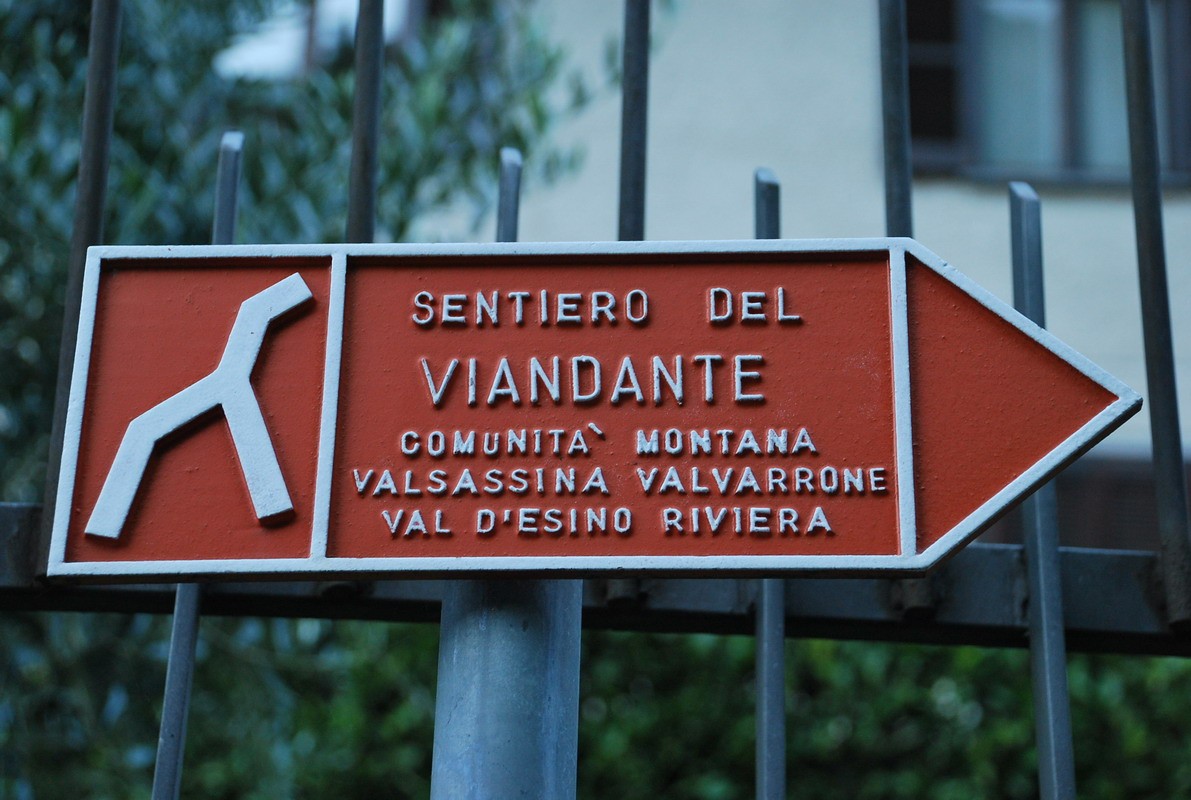 SENTIERO DEL
VIANDANTE
COMUNITA` MONTANA
VALSASSINA VALVARRONE
VAL D'ESINO RIVIERA